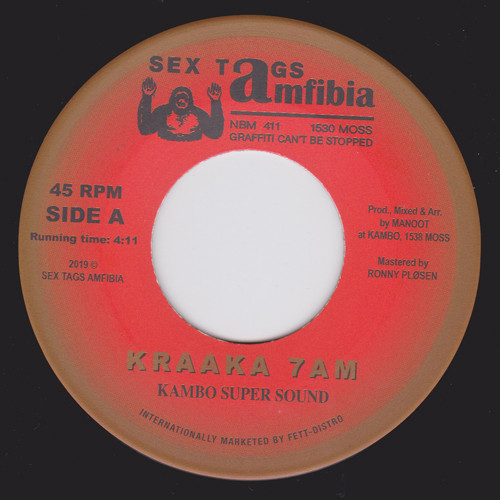 SEX TAGS
amfibia
NBM 411 1530 MOSS
GRAFFITI CAN'T BE STOPPED
45 RPM
SIDE A
Running time: 4:11
2019 ©
SEX TAGS AMFIBIA
Prod., Mixed & Arr.
by MANOOT
at KAMBO, 1538 MOSS
Mastered by
RONNY PLØSEN
KRAAKA 7AM
KAMBO SUPER SOUND
INTERNATIONALLY MARKETED BY FETT-DISTRO